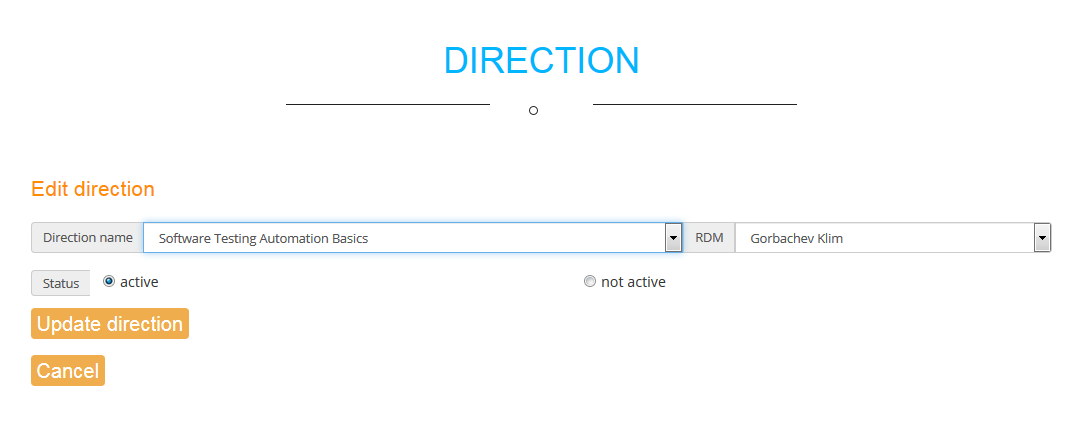 DIRECTION
Edit direction
Direction name Software Testing Automation Basics RDM Gorbachev Klim
Status active not active
Update direction
Cancel